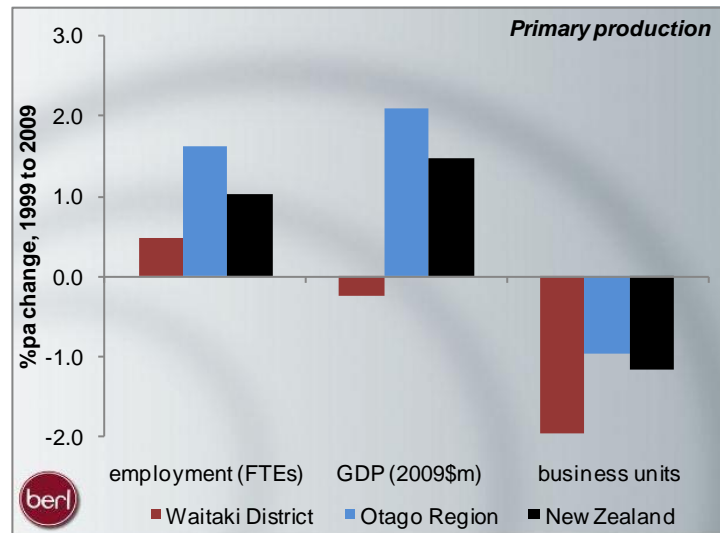 Primary production
3.0
2.0
1.0
0.0
-1.0
-2.0
%pa change, 1999 to 2009
employment (FTEs) GDP (2009$m) business units
berl
Waitaki District Otago Region New Zealand